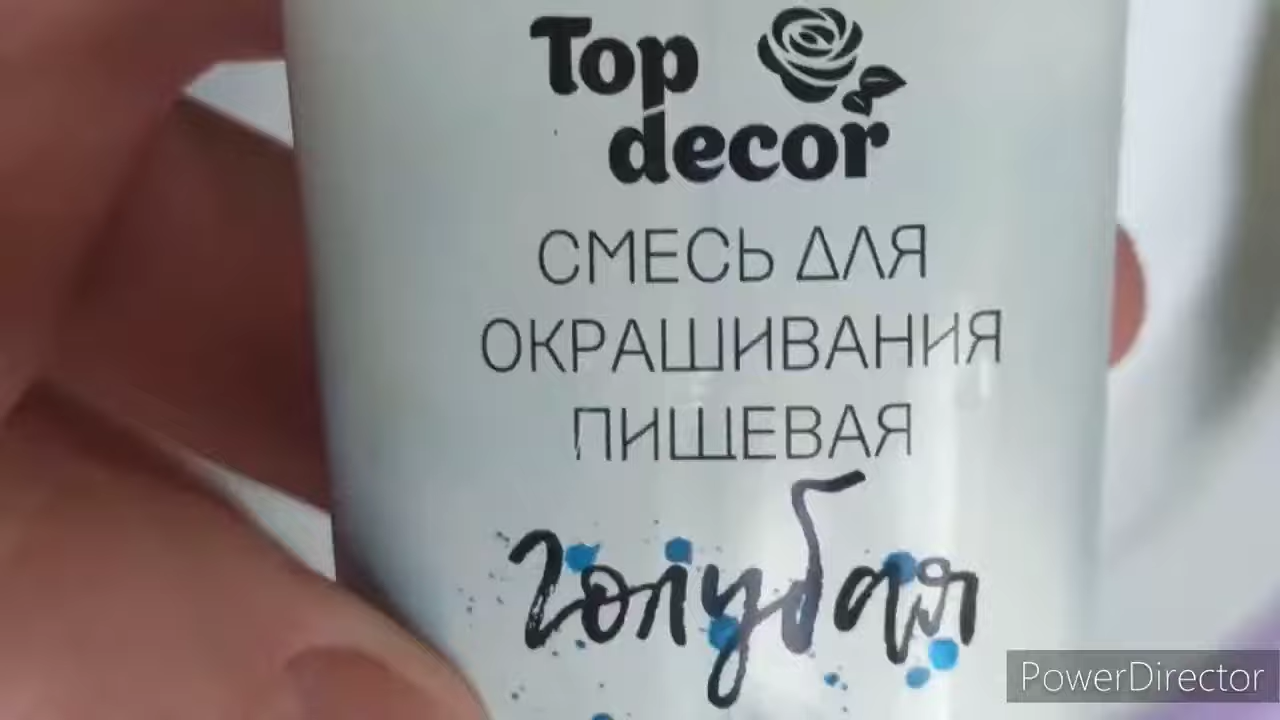 Top
decor
СМЕСЬ ДЛЯ
ОКРАШИВАНИЯ
ПИЩЕВАЯ
голубая
PowerDirector